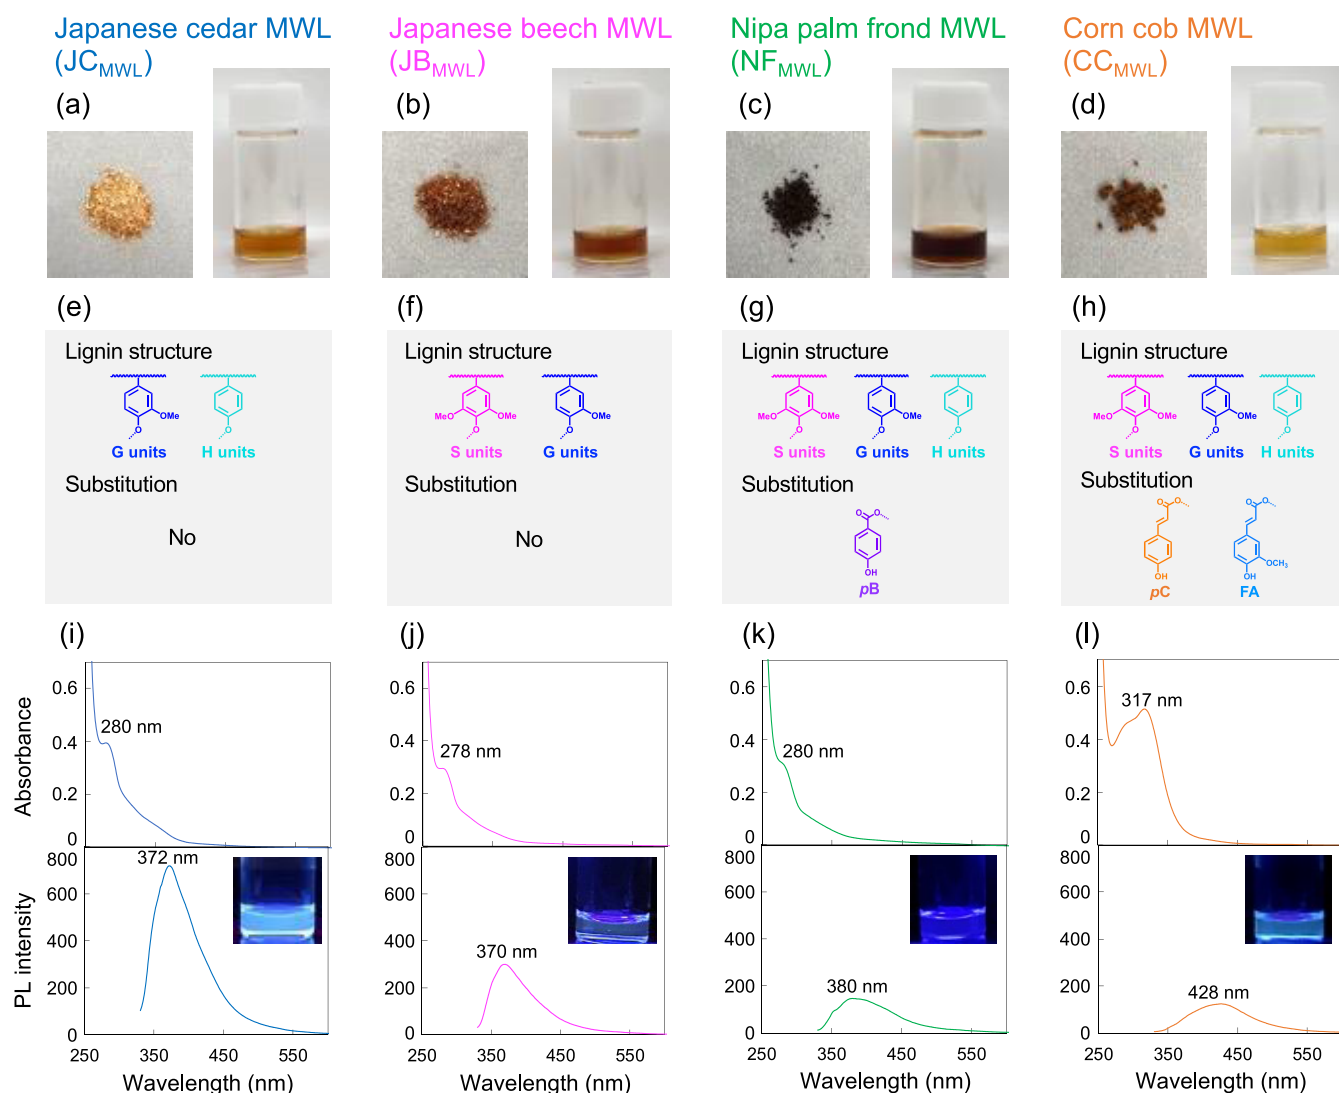 Japanese cedar MWL
(JC_MWL)
Japanese beech MWL
(JB_MWL)
Nipa palm frond MWL
(NF_MWL)
Corn cob MWL
(CC_MWL)
(a)
(b)
(c)
(d)
(e)
(f)
(g)
(h)
Lignin structure
OMe
O
O
G units
H units
Substitution
No
Lignin structure
MeO
OMe
OMe
O
O
S units
G units
Substitution
No
Lignin structure
MeO
OMe
OMe
O
O
O
S units
G units
H units
Substitution
O
O
OH
pB
Lignin structure
MeO
OMe
OMe
O
O
O
S units
G units
H units
Substitution
O
O
O
O
OCH3
OH
OH
pC
FA
(i)
(j)
(k)
(l)
Absorbance
0.6
0.4
0.2
0
280 nm
0.6
0.4
0.2
0
278 nm
0.6
0.4
0.2
0
280 nm
0.6
0.4
0.2
0
317 nm
PL intensity
800
600
400
200
0
372 nm
250 350 450 550
Wavelength (nm)
800
600
400
200
0
370 nm
250 350 450 550
Wavelength (nm)
800
600
400
200
0
380 nm
250 350 450 550
Wavelength (nm)
800
600
400
200
0
428 nm
250 350 450 550
Wavelength (nm)